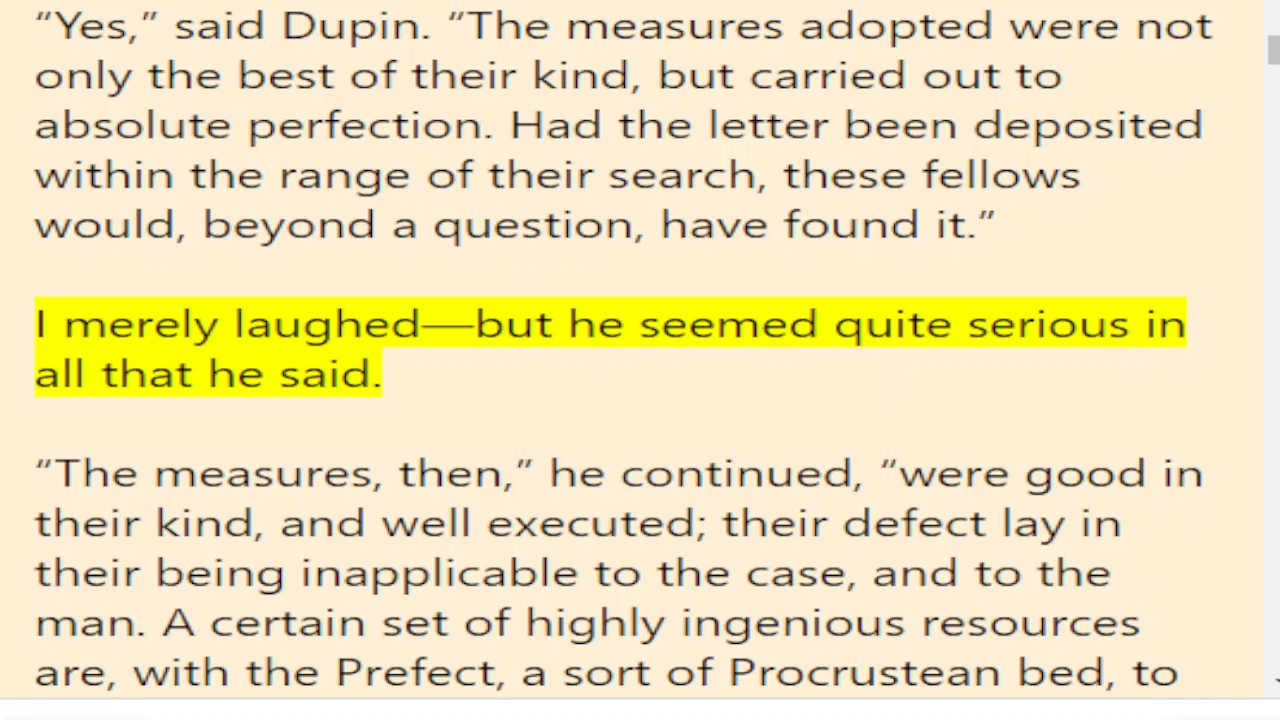 “Yes,” said Dupin. “The measures adopted were not
only the best of their kind, but carried out to
absolute perfection. Had the letter been deposited
within the range of their search, these fellows
would, beyond a question, have found it.”
I merely laughed—but he seemed quite serious in
all that he said.
“The measures, then,” he continued, “were good in
their kind, and well executed; their defect lay in
their being inapplicable to the case, and to the
man. A certain set of highly ingenious resources
are, with the Prefect, a sort of Procrustean bed, to